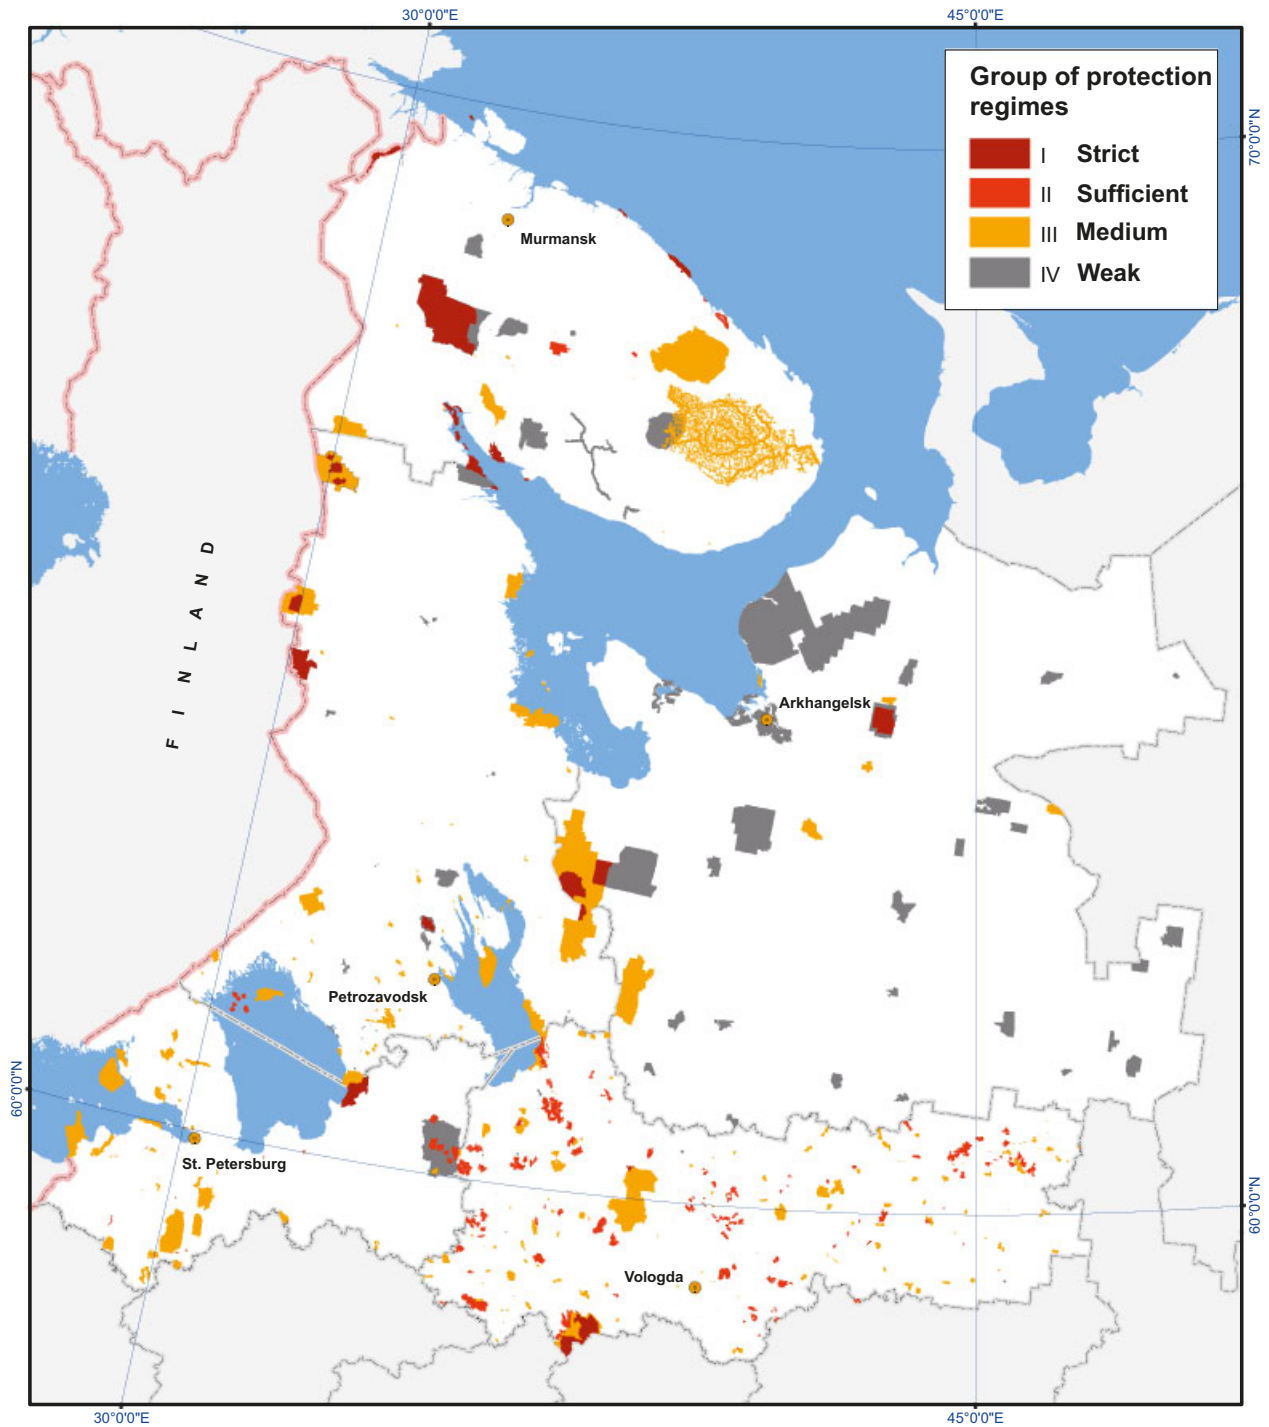 30°0'0"E
45°0'0"E
Group of protection
regimes
I Strict
II Sufficient
III Medium
IV Weak
70°0'0"N
Murmansk
FINLAND
Arkhangelsk
Petrozavodsk
60°0'0"N
St. Petersburg
60°0'0"N
Vologda
30°0'0"E
45°0'0"E